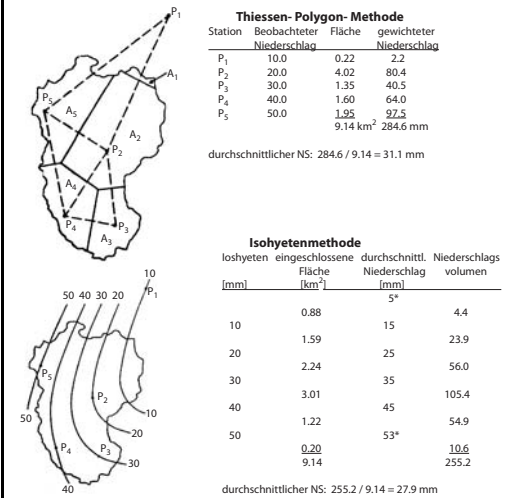 Thiessen- Polygon- Methode
Station Beobachteter Fläche gewichteter
Niederschlag Niederschlag
P1 10.0 0.22 2.2
P2 20.0 4.02 80.4
P3 30.0 1.35 40.5
P4 40.0 1.60 64.0
P5 50.0 1.95 97.5
9.14 km2 284.6 mm
durchschnittlicher NS: 284.6 / 9.14 = 31.1 mm
P1
A1
P5
A5
A2
P2
A4
P4
P3
A3
Isohyetenmethode
Ioshyeten eingeschlossene durchschnittl. Niederschlags
Fläche Niederschlag volumen
[mm] [km2] [mm]
5*
0.88 4.4
10 15
1.59 23.9
20 25
2.24 56.0
30 35
3.01 105.4
40 45
1.22 54.9
50 53*
0.20 10.6
9.14 255.2
durchschnittlicher NS: 255.2 / 9.14 = 27.9 mm
10
P1
50 40 30 20
P5
P2
50
10
20
P4 P3
30
40